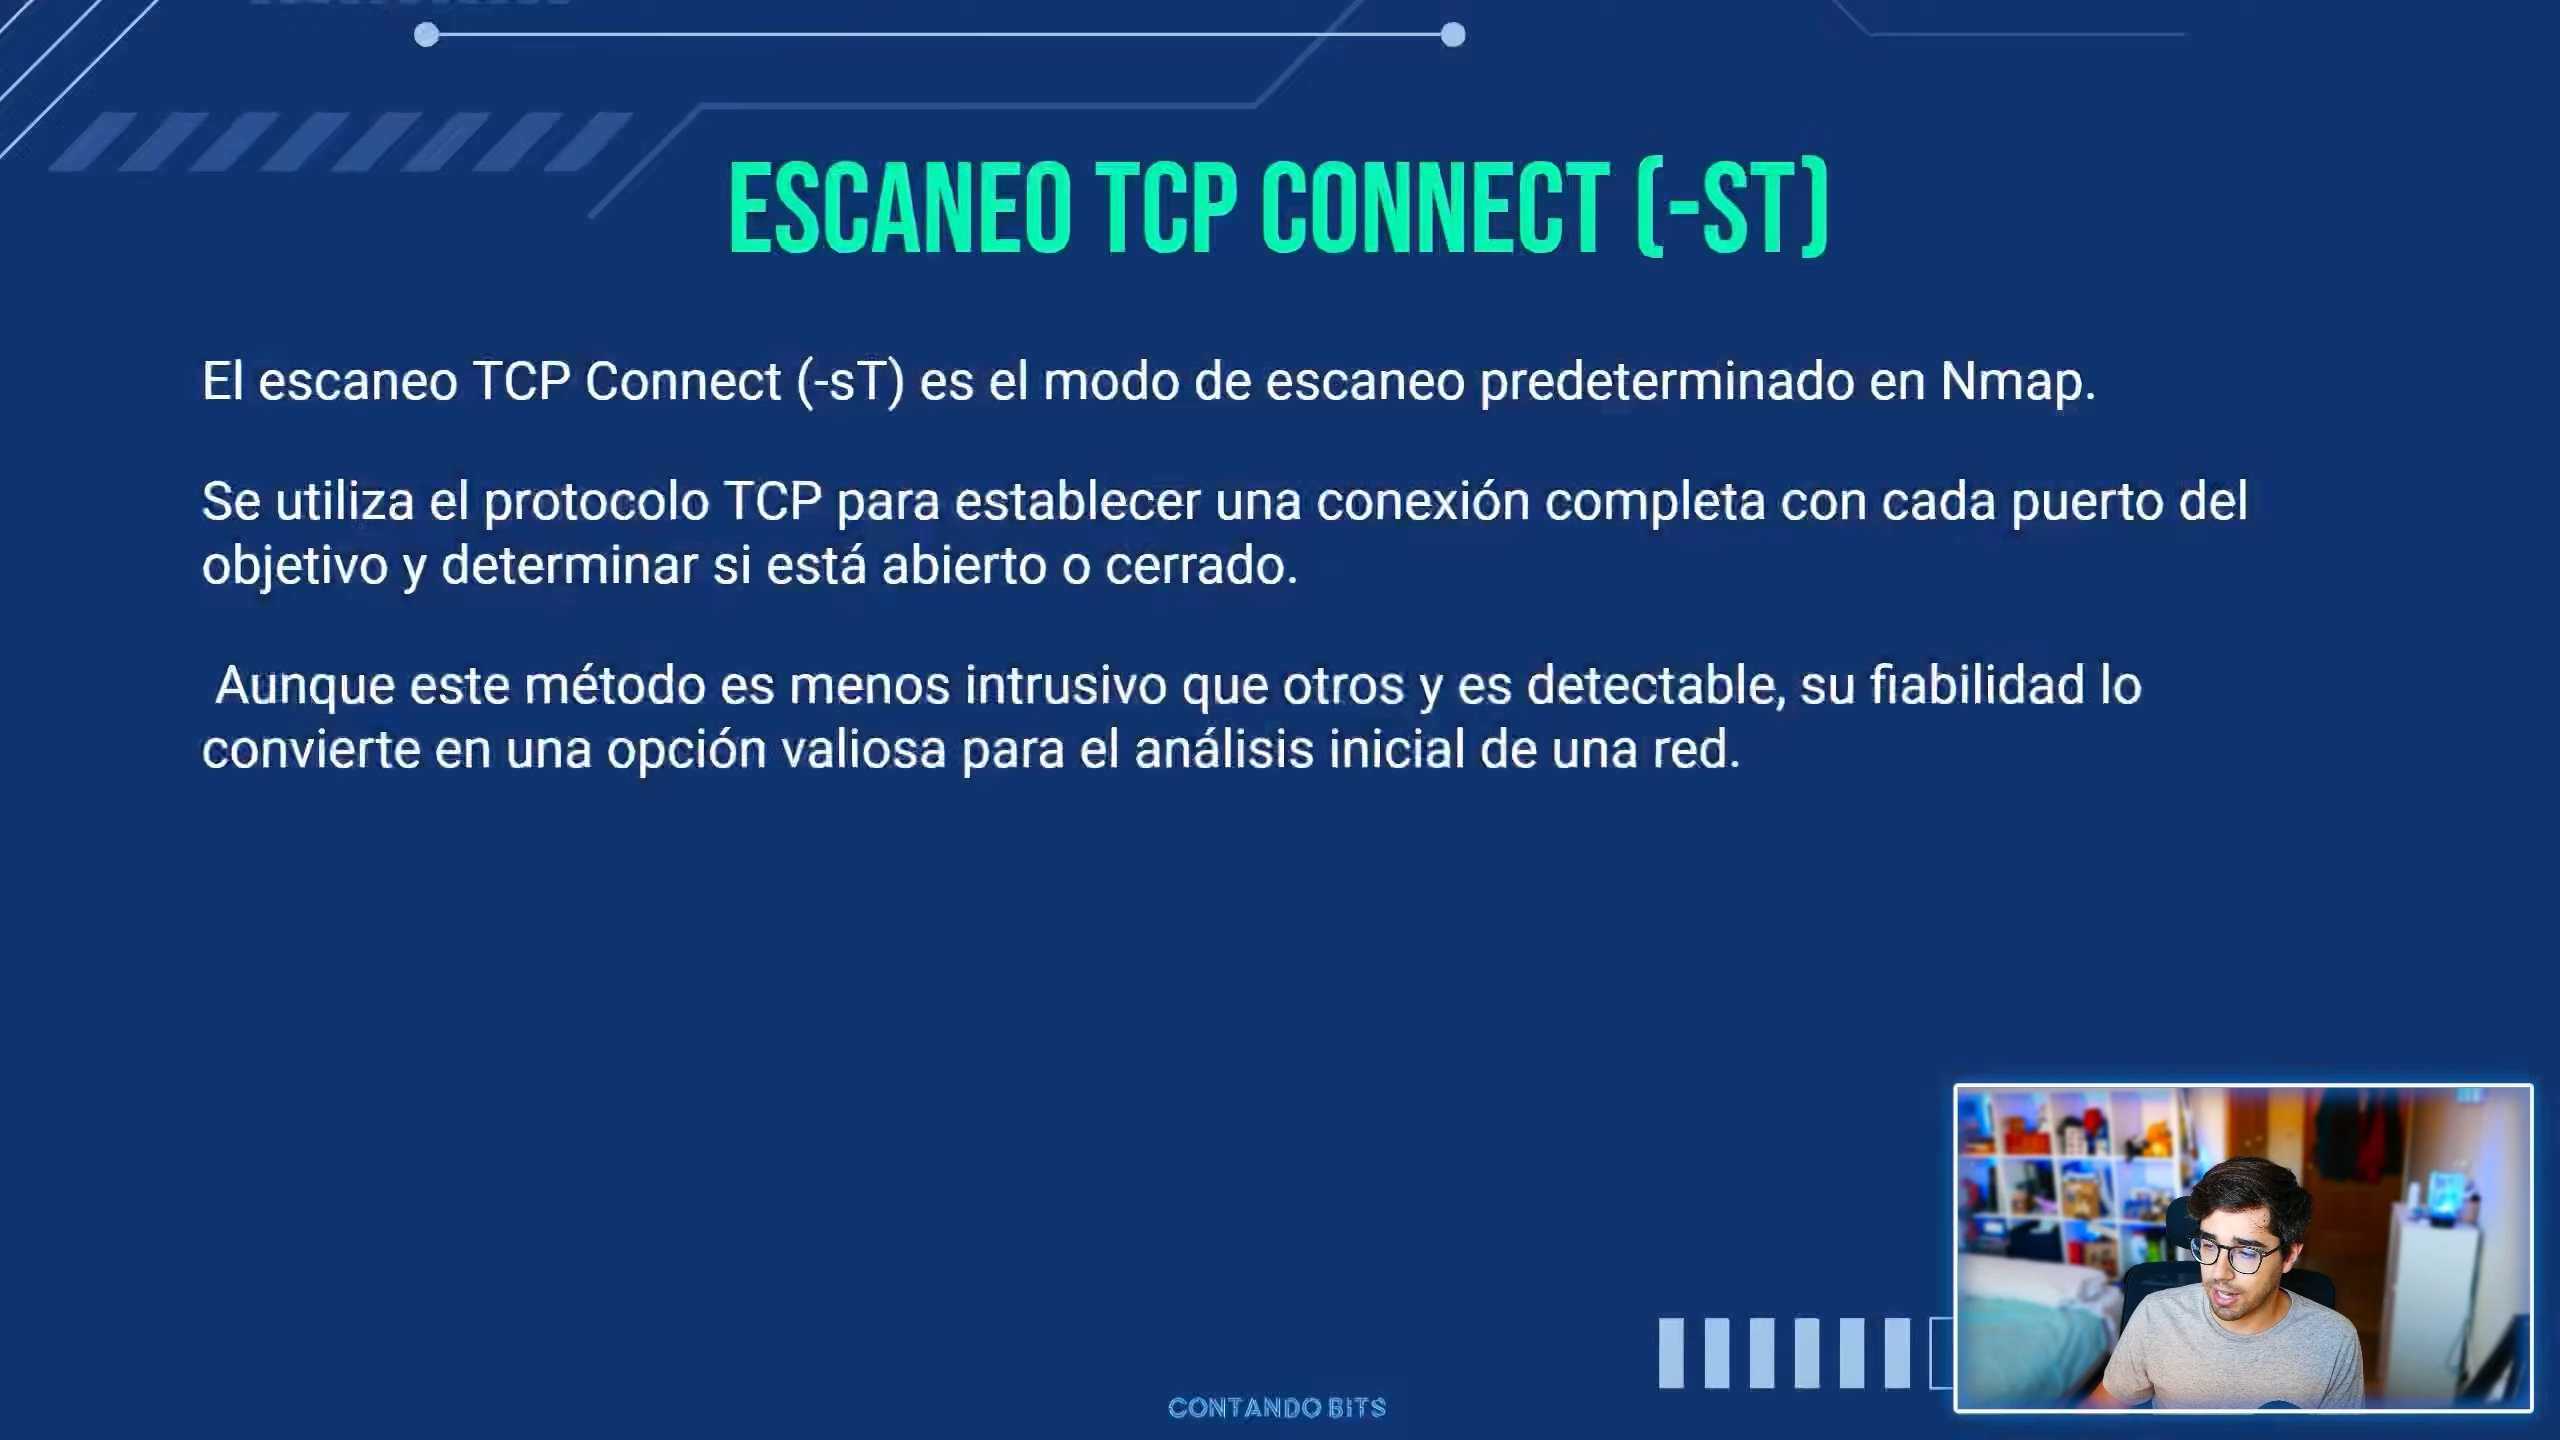 ESCANEO TCP CONNECT (-ST)
El escaneo TCP Connect (-sT) es el modo de escaneo predeterminado en Nmap.
Se utiliza el protocolo TCP para establecer una conexión completa con cada puerto del
objetivo y determinar si está abierto o cerrado.
Aunque este método es menos intrusivo que otros y es detectable, su fiabilidad lo
convierte en una opción valiosa para el análisis inicial de una red.
CONTANDO BITS